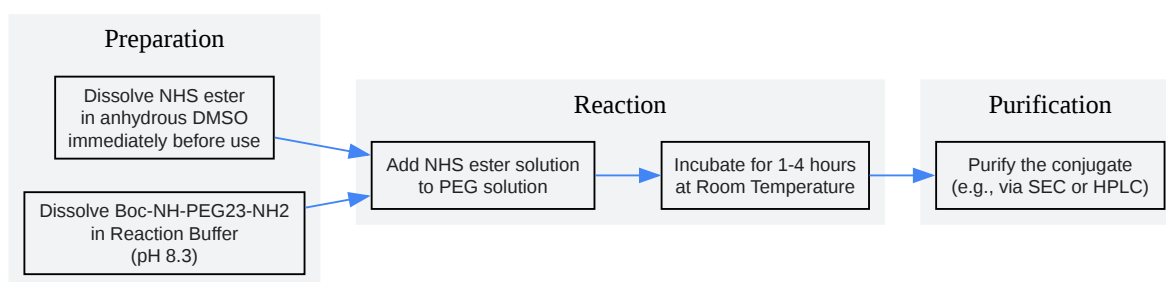 Preparation
Dissolve NHS ester
in anhydrous DMSO
immediately before use
Dissolve Boc-NH-PEG23-NH2
in Reaction Buffer
(pH 8.3)
Reaction
Add NHS ester solution
to PEG solution
Incubate for 1-4 hours
at Room Temperature
Purification
Purify the conjugate
(e.g., via SEC or HPLC)